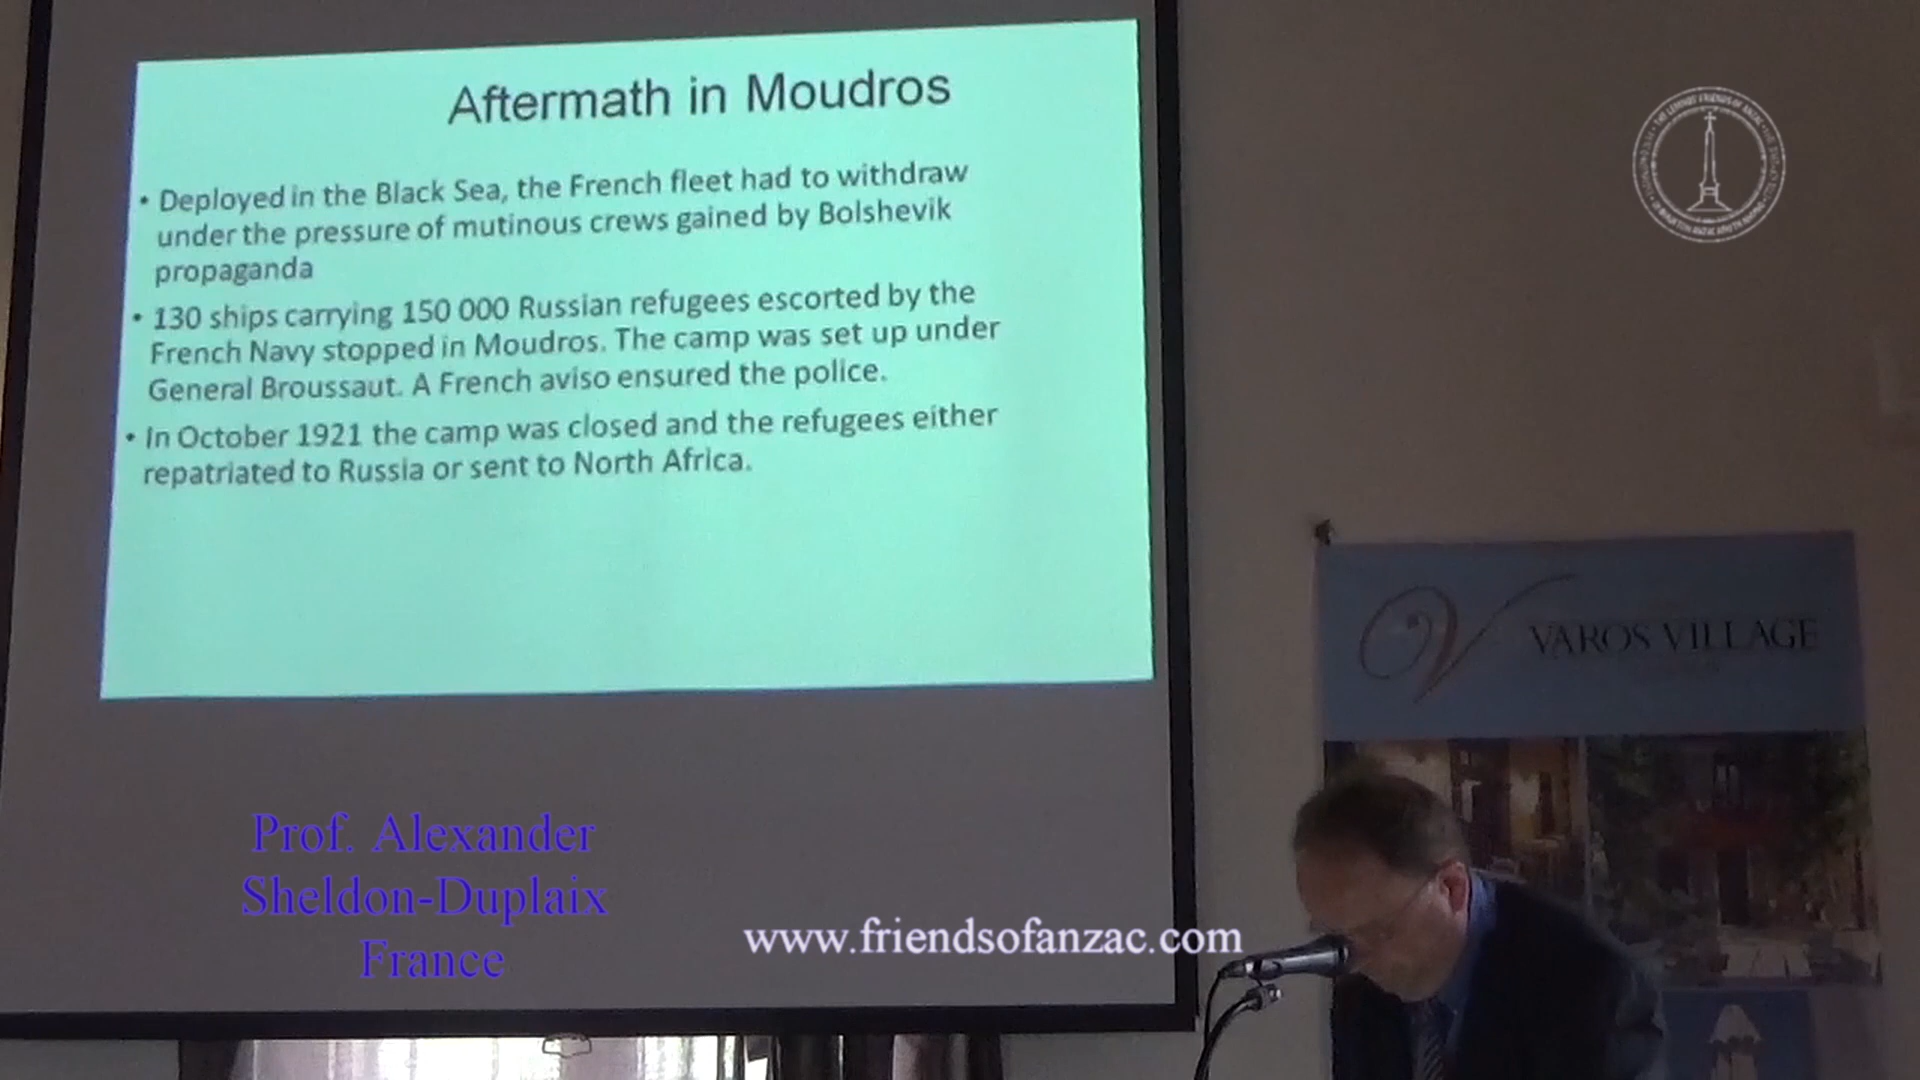 Aftermath in Moudros
• Deployed in the Black Sea, the French fleet had to withdraw
under the pressure of mutinous crews gained by Bolshevik
propaganda
• 130 ships carrying 150 000 Russian refugees escorted by the
French Navy stopped in Moudros. The camp was set up under
General Broussaut. A French aviso ensured the police.
• In October 1921 the camp was closed and the refugees either
repatriated to Russia or sent to North Africa.
VAROS VILLAGE
Prof. Alexander
Sheldon-Duplaix
France
www.friendsofanzac.com